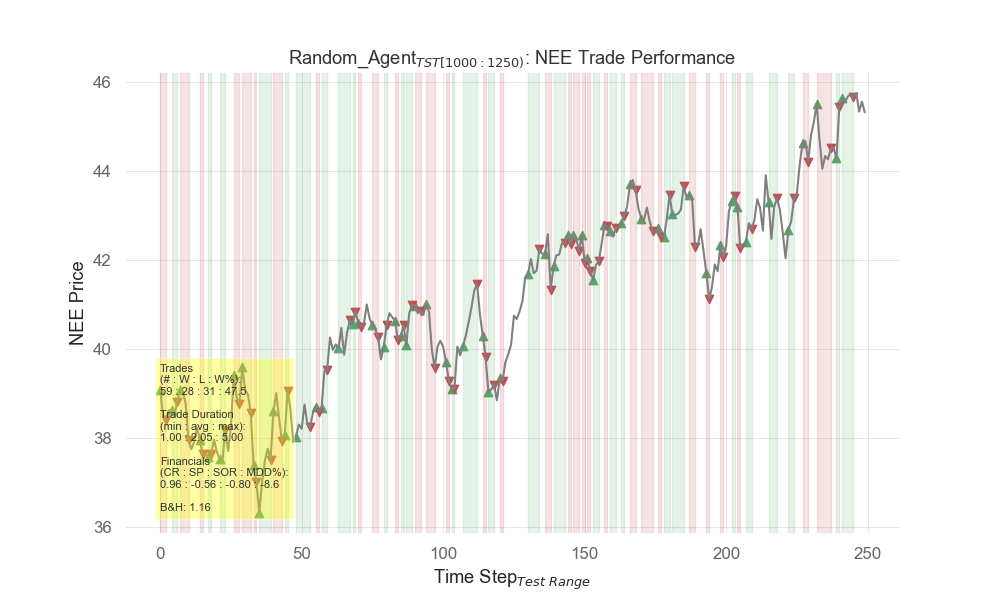 Random_Agent_TST[1000:1250): NEE Trade Performance
46
44
42
40
38
36
NEE Price
Trades
(# : W : L : W%):
59 : 28 : 31 : 47.5
Trade Duration
(min : avg : max):
1.00 : 2.05 : 5.00
Financials
(CR : SP : SOR : MDD%):
0.96 : -0.56 : -0.80 : -8.6
B&H: 1.16
0 50 100 150 200 250
Time Step Test Range